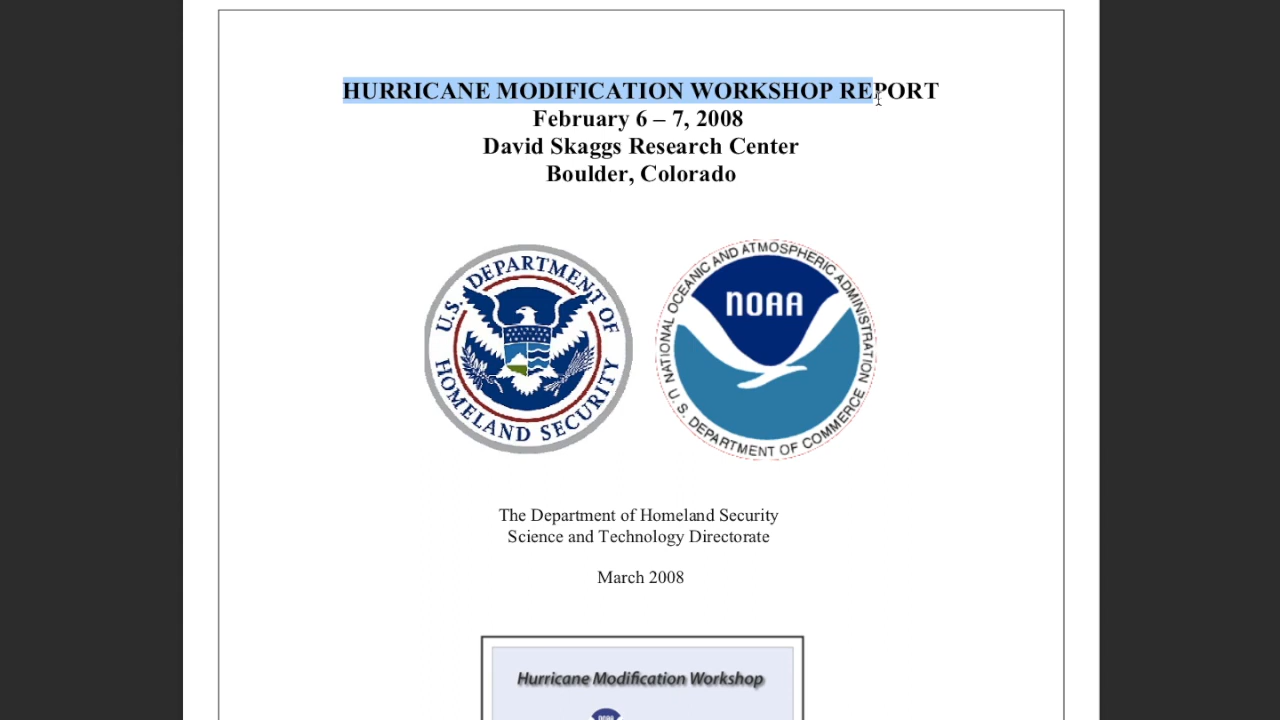 HURRICANE MODIFICATION WORKSHOP REPORT
February 6 – 7, 2008
David Skaggs Research Center
Boulder, Colorado
U.S. DEPARTMENT OF HOMELAND SECURITY
NATIONAL OCEANIC AND ATMOSPHERIC ADMINISTRATION
NOAA
U.S. DEPARTMENT OF COMMERCE
The Department of Homeland Security
Science and Technology Directorate
March 2008
Hurricane Modification Workshop
noaa